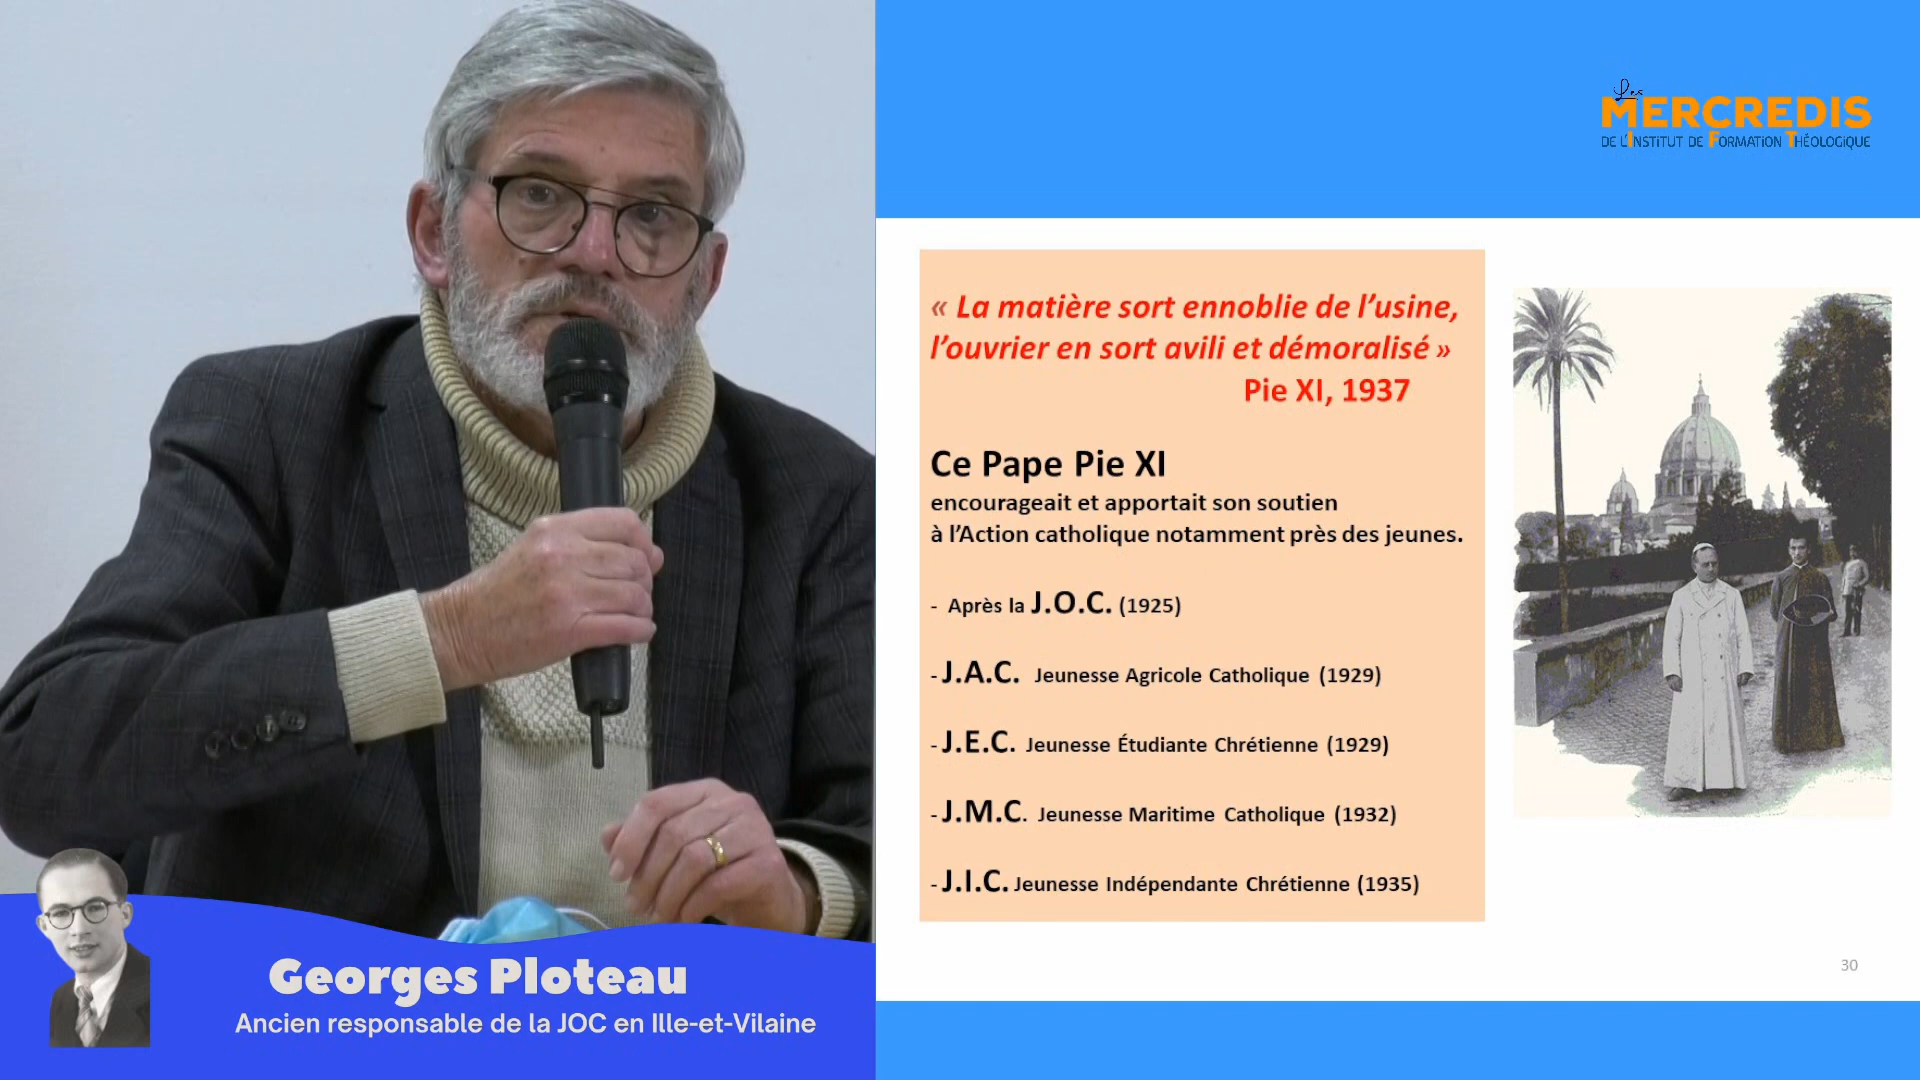 Les
MERCREDIS
DE L'INSTITUT DE FORMATION THÉOLOGIQUE
« La matière sort ennoblie de l’usine,
l’ouvrier en sort avili et démoralisé »
Pie XI, 1937
Ce Pape Pie XI
encourageait et apportait son soutien
à l’Action catholique notamment près des jeunes.
- Après la J.O.C. (1925)
- J.A.C. Jeunesse Agricole Catholique (1929)
- J.E.C. Jeunesse Étudiante Chrétienne (1929)
- J.M.C. Jeunesse Maritime Catholique (1932)
- J.I.C. Jeunesse Indépendante Chrétienne (1935)
30
Georges Ploteau
Ancien responsable de la JOC en Ille-et-Vilaine